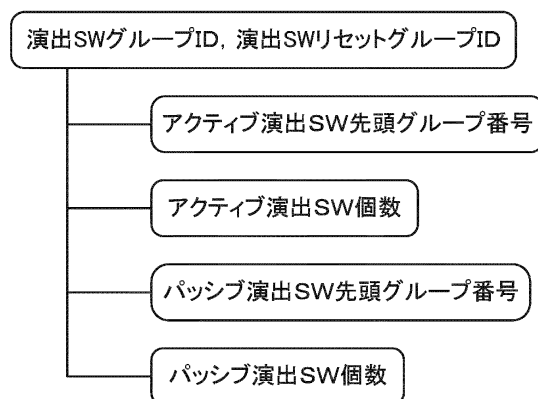 演出SWグループID, 演出SWリセットグループID
アクティブ演出SW先頭グループ番号
アクティブ演出SW個数
パッシブ演出SW先頭グループ番号
パッシブ演出SW個数